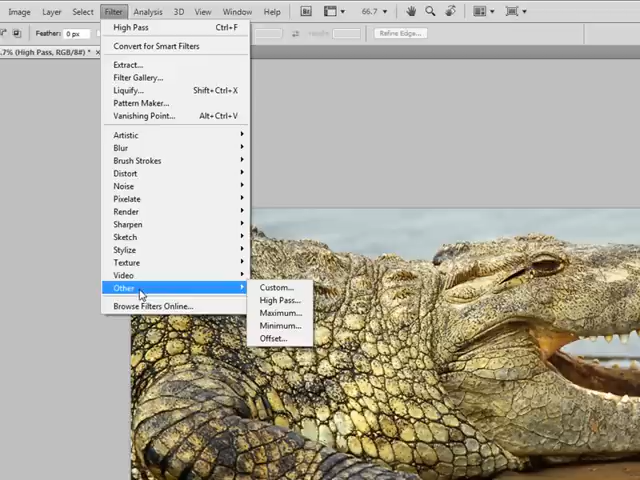 Image Layer Select Filter Analysis 3D View Window Help
Feather: 0 px Refine Edge...
.7% (High Pass, RGB/8#) *
66.7
High Pass Ctrl+F
Convert for Smart Filters
Extract...
Filter Gallery...
Liquify... Shift+Ctrl+X
Pattern Maker...
Vanishing Point... Alt+Ctrl+V
Artistic
Blur
Brush Strokes
Distort
Noise
Pixelate
Render
Sharpen
Sketch
Stylize
Texture
Video
Other
Browse Filters Online...
Custom...
High Pass...
Maximum...
Minimum...
Offset...